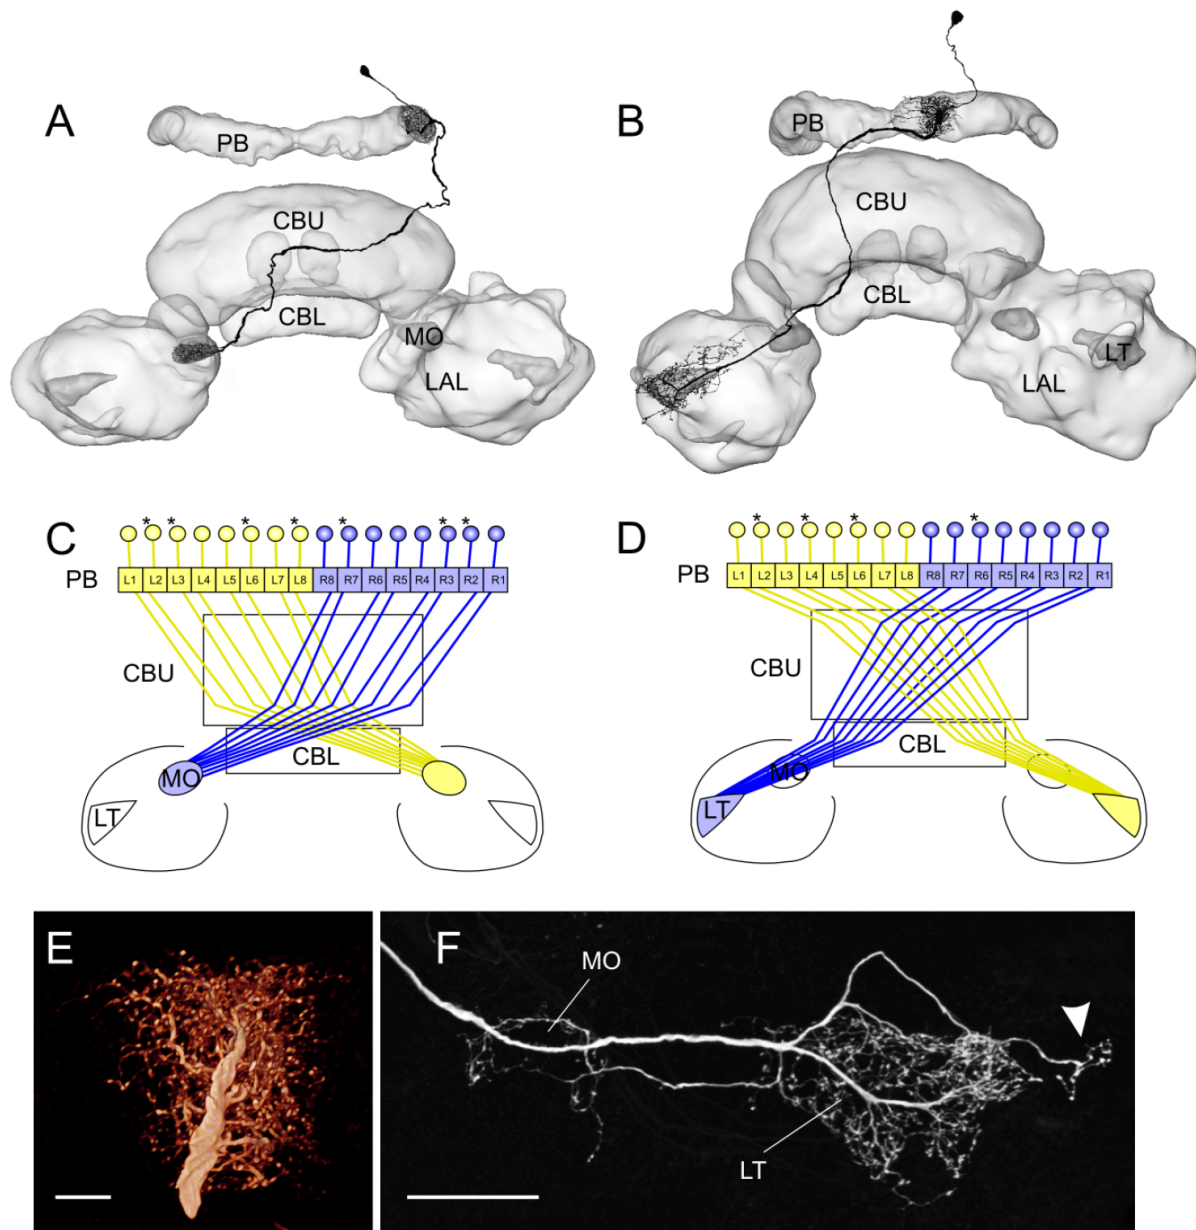 A
PB
CBU
CBL
MO
LAL
B
PB
CBU
CBL
LT
LAL
C
* * * * * * *
PB
L1 L2 L3 L4 L5 L6 L7 L8 R8 R7 R6 R5 R4 R3 R2 R1
CBU
CBL
MO
LT
D
* * * *
PB
L1 L2 L3 L4 L5 L6 L7 L8 R8 R7 R6 R5 R4 R3 R2 R1
CBU
CBL
MO
LT
E
F
MO
LT